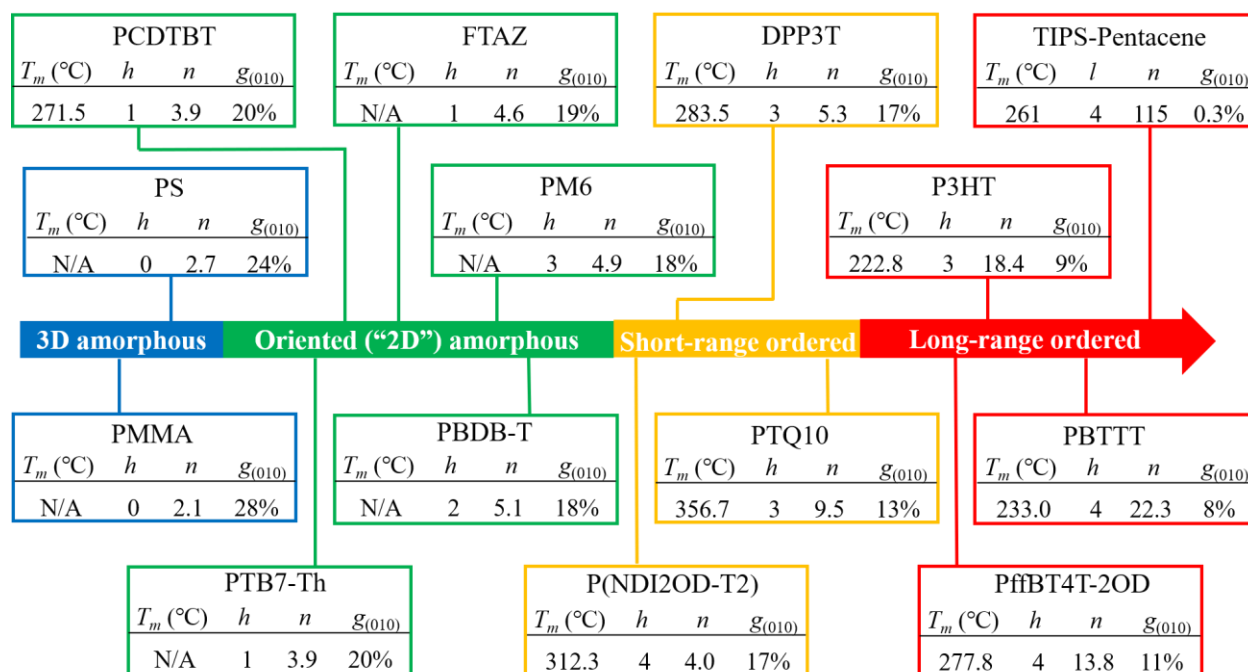 PCDTBT
Tm (℃) h n g(010)
271.5 1 3.9 20%
FTAZ
Tm (℃) h n g(010)
N/A 1 4.6 19%
DPP3T
Tm (℃) h n g(010)
283.5 3 5.3 17%
TIPS-Pentacene
Tm (℃) l n g(010)
261 4 115 0.3%
PS
Tm (℃) h n g(010)
N/A 0 2.7 24%
PM6
Tm (℃) h n g(010)
N/A 3 4.9 18%
P3HT
Tm (℃) h n g(010)
222.8 3 18.4 9%
3D amorphous
Oriented (“2D”) amorphous
Short-range ordered
Long-range ordered
PMMA
Tm (℃) h n g(010)
N/A 0 2.1 28%
PBDB-T
Tm (℃) h n g(010)
N/A 2 5.1 18%
PTQ10
Tm (℃) h n g(010)
356.7 3 9.5 13%
PBTTT
Tm (℃) h n g(010)
233.0 4 22.3 8%
PTB7-Th
Tm (℃) h n g(010)
N/A 1 3.9 20%
P(NDI2OD-T2)
Tm (℃) h n g(010)
312.3 4 4.0 17%
PffBT4T-2OD
Tm (℃) h n g(010)
277.8 4 13.8 11%